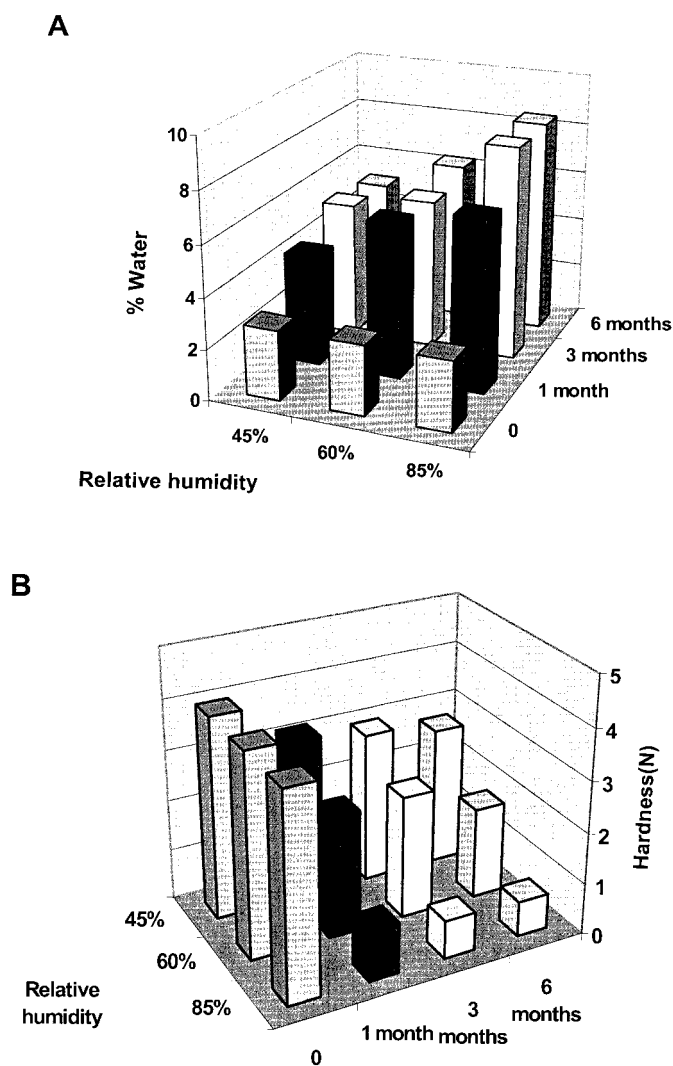 A
10
8
6
4
2
0
% Water
6 months
3 months
1 month
0
45%
60%
85%
Relative humidity
B
5
4
3
2
1
0
Hardness(N)
45%
60%
85%
Relative
humidity
0
1 month
3
months
6
months